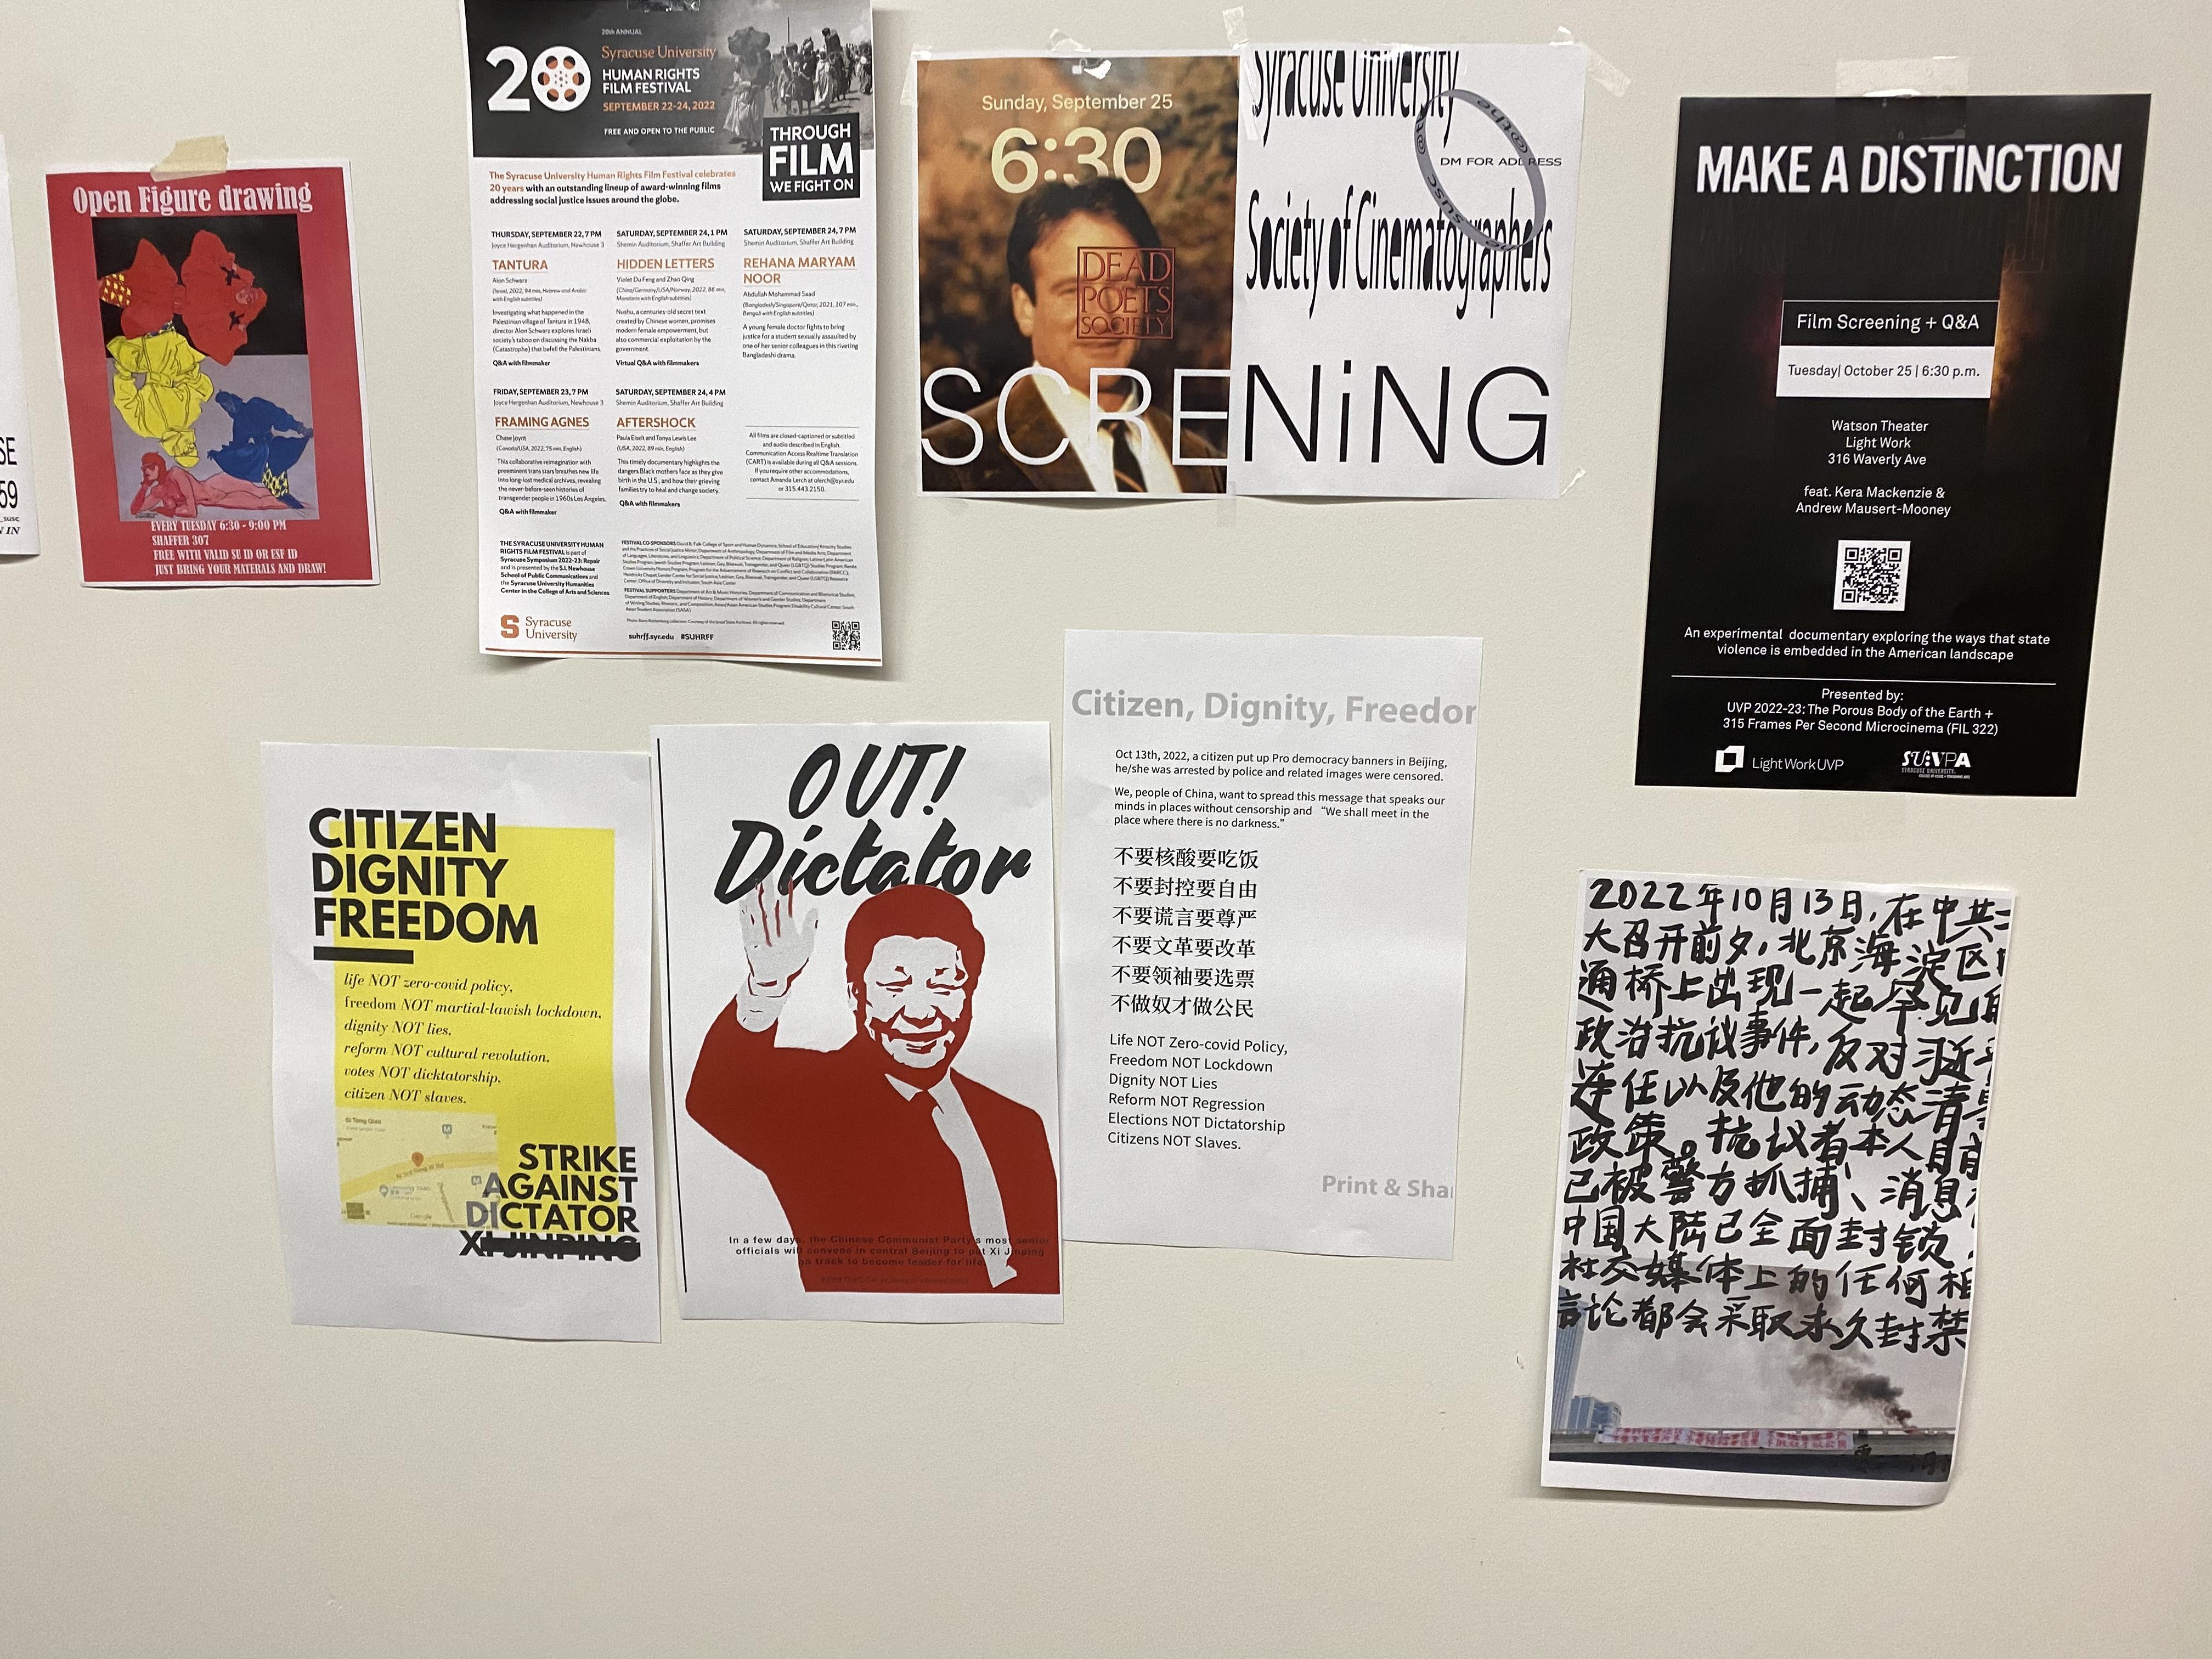 SE
59
_susc
N IN
Open Figure drawing
EVERY TUESDAY 6:30 - 9:00 PM
SHAFFER 307
FREE WITH VALID SU ID OR ESF ID
JUST BRING YOUR MATERALS AND DRAW!
20th ANNUAL
20
Syracuse University
HUMAN RIGHTS
FILM FESTIVAL
SEPTEMBER 22-24, 2022
FREE AND OPEN TO THE PUBLIC
THROUGH
FILM
WE FIGHT ON
The Syracuse University Human Rights Film Festival celebrates
20 years with an outstanding lineup of award-winning films
addressing social justice issues around the globe.
THURSDAY, SEPTEMBER 22, 7 PM
Joyce Hergenhan Auditorium, Newhouse 3
TANTURA
Alon Schwarz
(Israel, 2022, 94 min, Hebrew and Arabic
with English subtitles)
Investigating what happened in the
Palestinian village of Tantura in 1948,
director Alon Schwarz explores Israeli
society's taboo on discussing the Nakba
(Catastrophe) that befell the Palestinians.
Q&A with filmmaker
SATURDAY, SEPTEMBER 24, 1 PM
Shemin Auditorium, Shaffer Art Building
HIDDEN LETTERS
Violet Du Feng and Zhao Qing
(China/Germany/USA/Norway, 2022, 86 min,
Mandarin with English subtitles)
Nushu, a centuries-old secret text
created by Chinese women, promises
modern female empowerment, but
also commercial exploitation by the
government.
Virtual Q&A with filmmakers
SATURDAY, SEPTEMBER 24, 7 PM
Shemin Auditorium, Shaffer Art Building
REHANA MARYAM
NOOR
Abdullah Mohammad Saad
(Bangladesh/Singapore/Qatar, 2021, 107 min,
Bengali with English subtitles)
A young female doctor fights to bring
justice for a student sexually assaulted by
one of her senior colleagues in this riveting
Bangladeshi drama.
FRIDAY, SEPTEMBER 23, 7 PM
Joyce Hergenhan Auditorium, Newhouse 3
FRAMING AGNES
Chase Joynt
(Canada/USA, 2022, 75 min, English)
This collaborative reimagination with
preeminent trans stars breathes new life
into long-lost medical archives, revealing
the never-before-seen histories of
transgender people in 1960s Los Angeles.
Q&A with filmmaker
SATURDAY, SEPTEMBER 24, 4 PM
Shemin Auditorium, Shaffer Art Building
AFTERSHOCK
Paula Eiselt and Tonya Lewis Lee
(USA, 2022, 89 min, English)
This timely documentary highlights the
dangers Black mothers face as they give
birth in the U.S., and how their grieving
families try to heal and change society.
Q&A with filmmakers
All films are closed-captioned or subtitled
and audio described in English.
Communication Access Realtime Translation
(CART) is available during all Q&A sessions.
If you require other accommodations,
contact Amanda Lerch at alerch@syr.edu
or 315.443.2150.
THE SYRACUSE UNIVERSITY HUMAN
RIGHTS FILM FESTIVAL is part of
Syracuse Symposium 2022-23: Repair
and is presented by the S.I. Newhouse
School of Public Communications and
the Syracuse University Humanities
Center in the College of Arts and Sciences
S Syracuse
University
suhrff.syr.edu #SUHRFF
Sunday, September 25
6:30
DEAD
POETS
SOCIETY
Syracuse University
DM FOR ADDRESS
Society of Cinematographers
SCRENiNG
MAKE A DISTINCTION
Film Screening + Q&A
Tuesday| October 25 | 6:30 p.m.
Watson Theater
Light Work
316 Waverly Ave
feat. Kera Mackenzie &
Andrew Mausert-Mooney
An experimental documentary exploring the ways that state
violence is embedded in the American landscape
Presented by:
UVP 2022-23: The Porous Body of the Earth +
315 Frames Per Second Microcinema (FIL 322)
Light Work UVP
SU:VPA
CITIZEN
DIGNITY
FREEDOM
life NOT zero-covid policy,
freedom NOT martial-lawish lockdown,
dignity NOT lies,
reform NOT cultural revolution,
votes NOT dicktatorship,
citizen NOT slaves.
Si Tong Qiao
Google
STRIKE
AGAINST
DICTATOR
XI JINPING
OUT!
Dictator
In a few days, the Chinese Communist Party's most senior
officials will convene in central Beijing to put Xi Jinping
on track to become leader for life.
Citizen, Dignity, Freedor
Oct 13th, 2022, a citizen put up Pro democracy banners in Beijing,
he/she was arrested by police and related images were censored.
We, people of China, want to spread this message that speaks our
minds in places without censorship and “We shall meet in the
place where there is no darkness.”
不要核酸要吃饭
不要封控要自由
不要谎言要尊严
不要文革要改革
不要领袖要选票
不做奴才做公民
Life NOT Zero-covid Policy,
Freedom NOT Lockdown
Dignity NOT Lies
Reform NOT Regression
Elections NOT Dictatorship
Citizens NOT Slaves.
Print & Sha
2022年10月13日,在中共
大召开前夕,北京海淀区
通桥上出现一起罕见
政治抗议事件,反对习近
连任以及他的动态清
政策。抗议者本人目前
已被警方抓捕、消息
中国大陆已全面封锁
社交媒体上的任何相
言论都会采取永久封禁